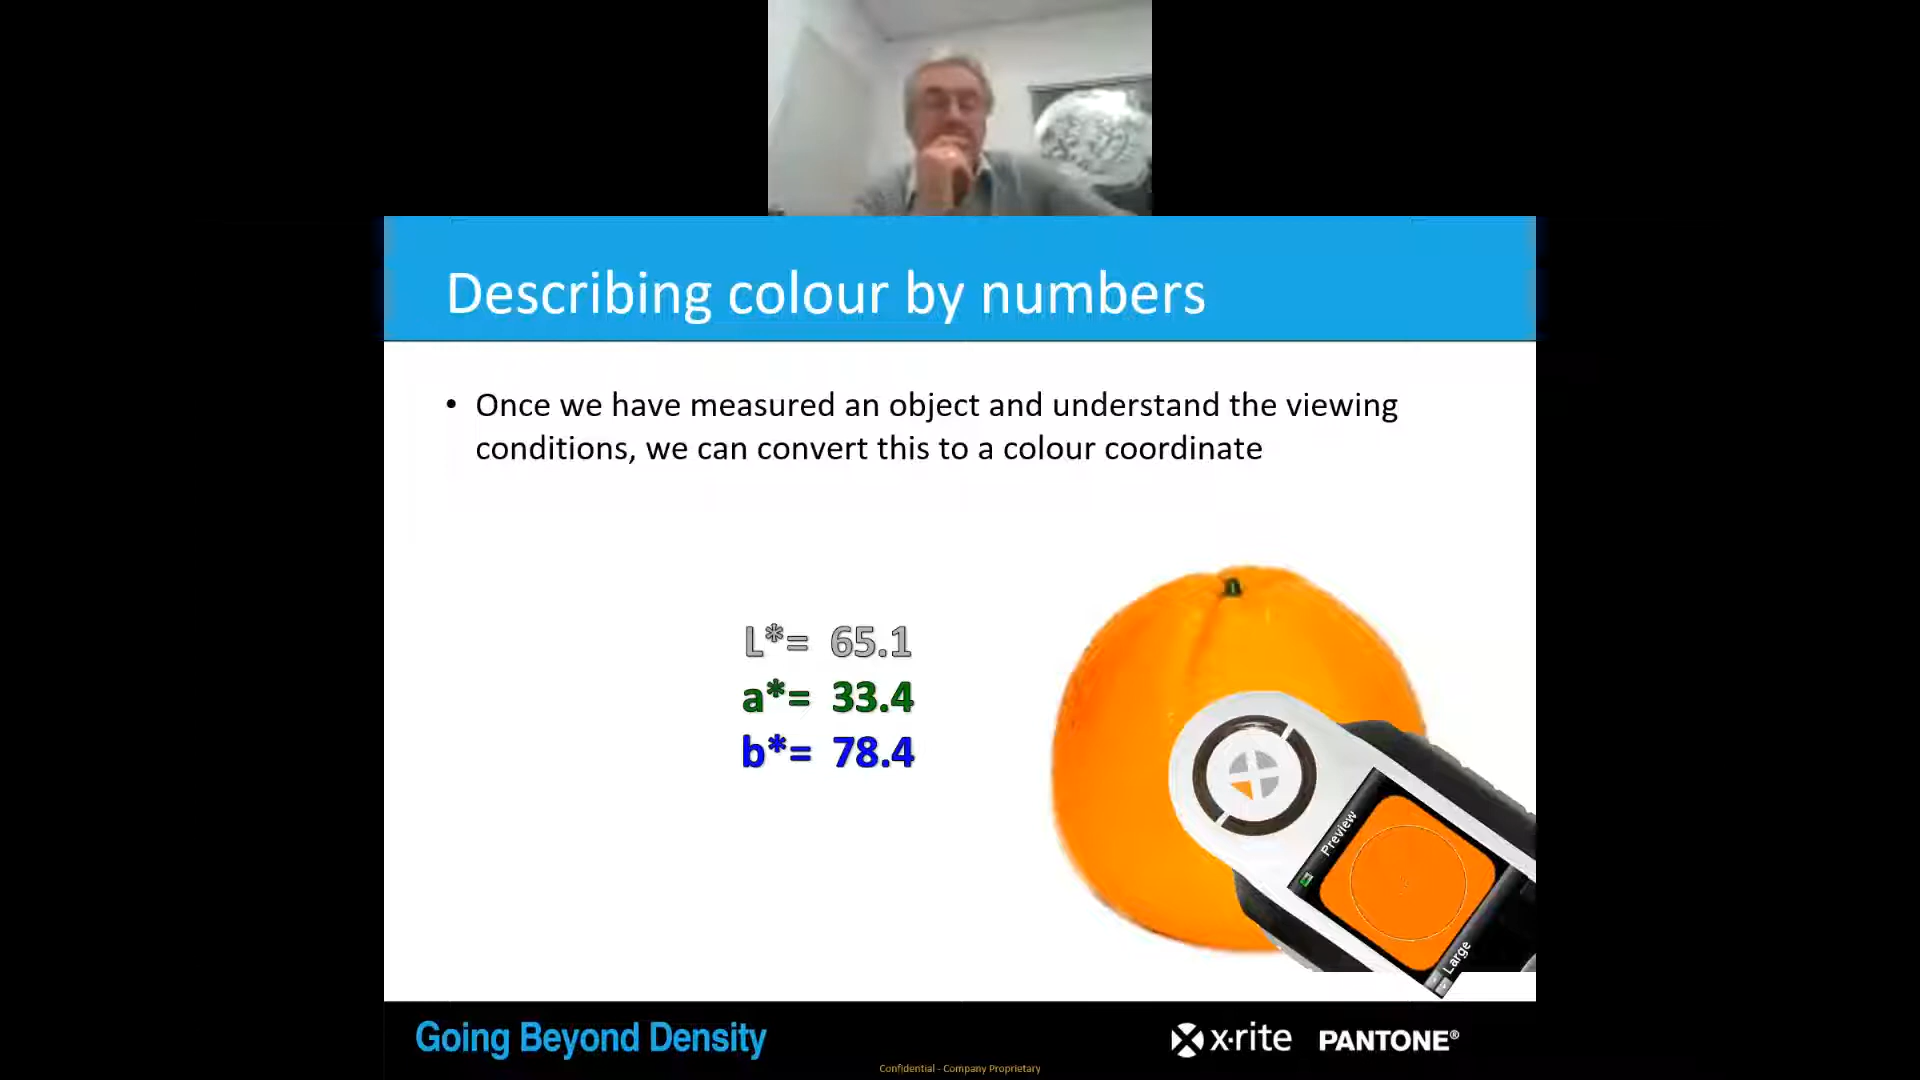 Describing colour by numbers
• Once we have measured an object and understand the viewing
conditions, we can convert this to a colour coordinate
L*= 65.1
a*= 33.4
b*= 78.4
Preview
Large
Going Beyond Density
x·rite PANTONE®
Confidential - Company Proprietary